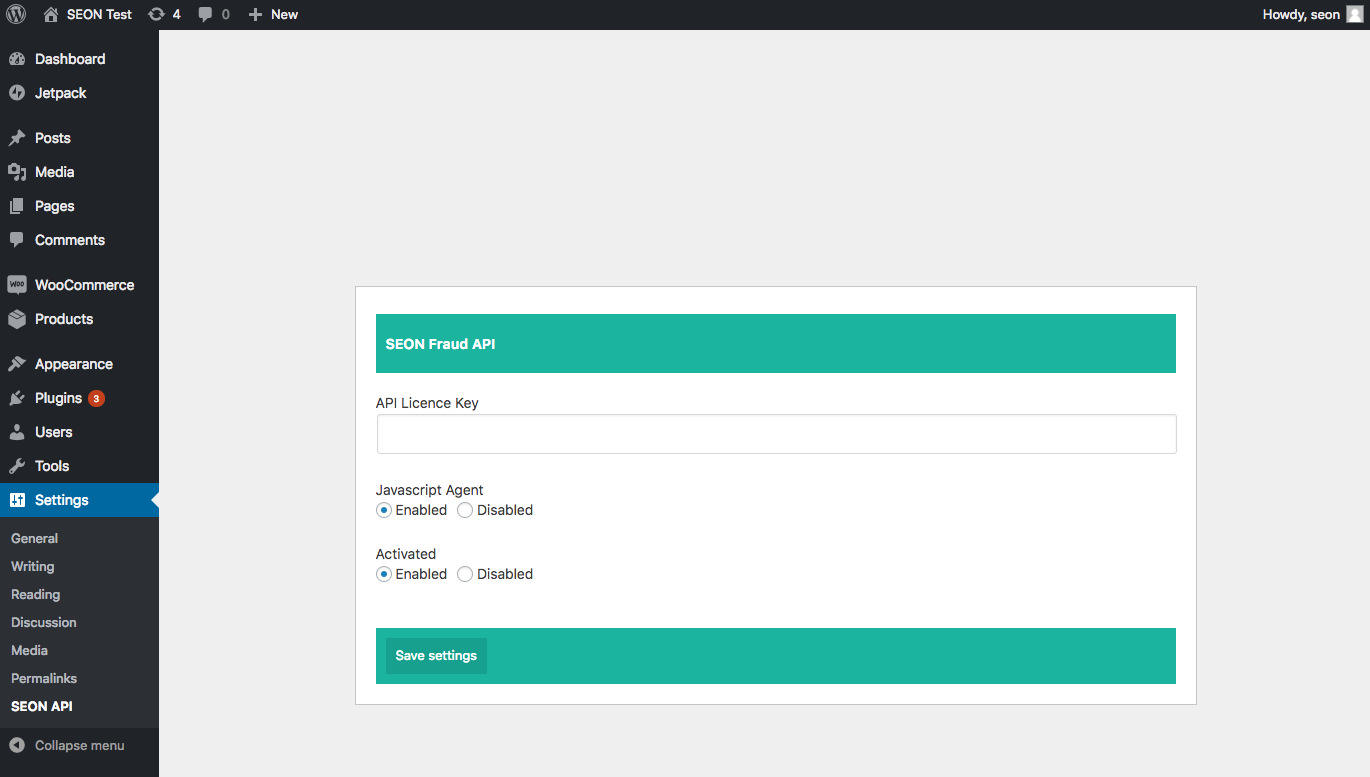 SEON Test 4 0 New Howdy, seon
Dashboard
Jetpack
Posts
Media
Pages
Comments
WOO WooCommerce
Products
Appearance
Plugins 3
Users
Tools
Settings
General
Writing
Reading
Discussion
Media
Permalinks
SEON API
Collapse menu
SEON Fraud API
API Licence Key
Javascript Agent
Enabled Disabled
Activated
Enabled Disabled
Save settings